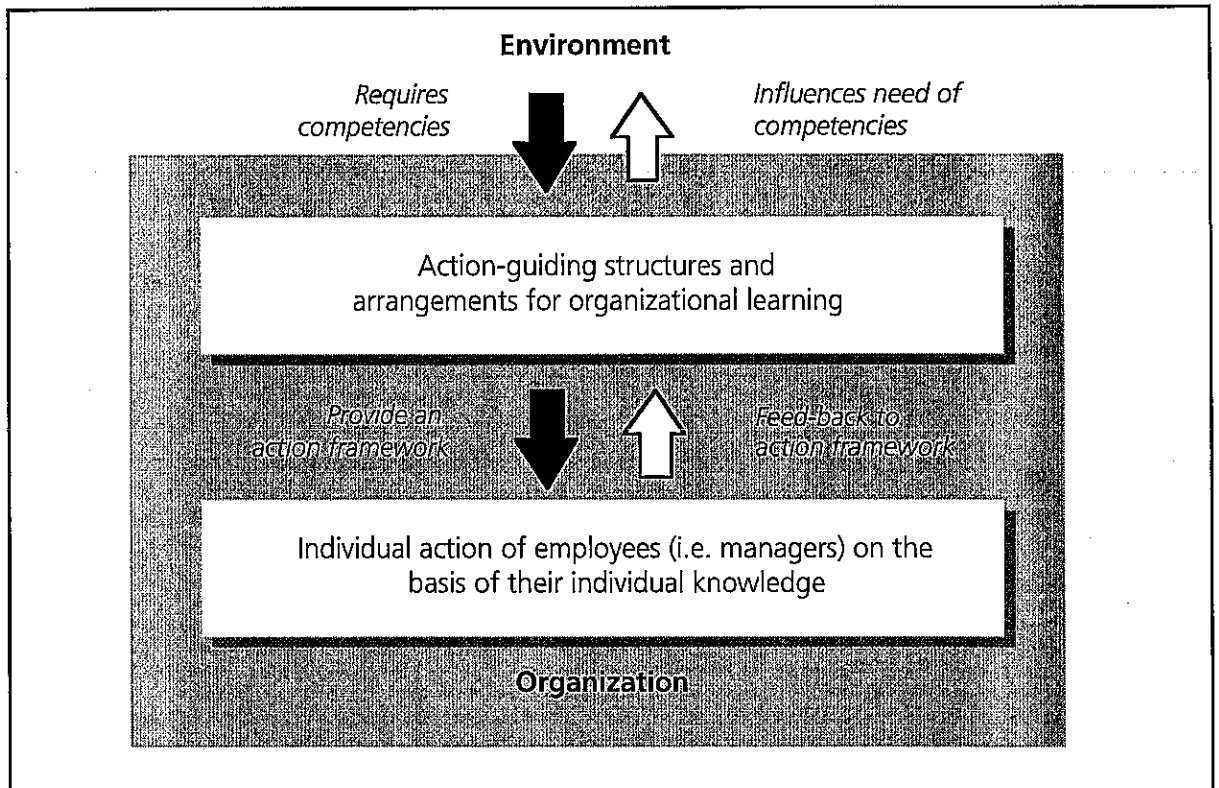 Environment
Requires
competencies
Influences need of
competencies
Action-guiding structures and
arrangements for organizational learning
Provide an
action framework
Feed-back to
action framework
Individual action of employees (i.e. managers) on the
basis of their individual knowledge
Organization